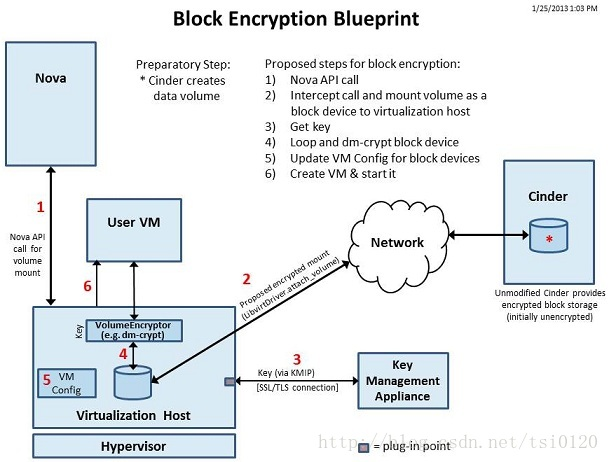 1/25/2013 1:03 PM
Block Encryption Blueprint
Nova
Preparatory Step:
* Cinder creates
data volume
Proposed steps for block encryption:
1) Nova API call
2) Intercept call and mount volume as a
block device to virtualization host
3) Get key
4) Loop and dm-crypt block device
5) Update VM Config for block devices
6) Create VM & start it
1
Nova API
call for
volume
mount
User VM
6
2
Proposed encrypted mount
(LibvirtDriver.attach_volume)
Network
Cinder
*
Unmodified Cinder provides
encrypted block storage
(initially unencrypted)
Key
VolumeEncryptor
(e.g. dm-crypt)
4
5 VM
Config
Virtualization Host
3
Key (via KMIP)
[SSL/TLS connection]
Key
Management
Appliance
Hypervisor
= plug-in point
http://blog.csdn.net/tsi0120